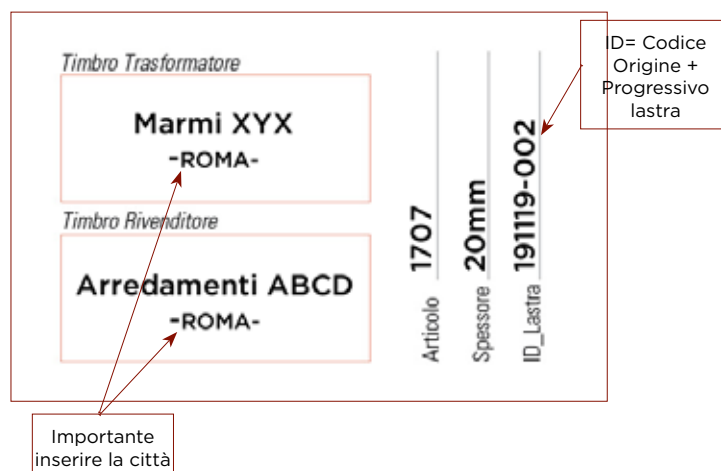 Timbro Trasformatore
Marmi XYX
-ROMA-
Timbro Rivenditore
Arredamenti ABCD
-ROMA-
Articolo 1707
Spessore 20mm
ID_Lastra 191119-002
ID= Codice
Origine +
Progressivo
lastra
Importante
inserire la città